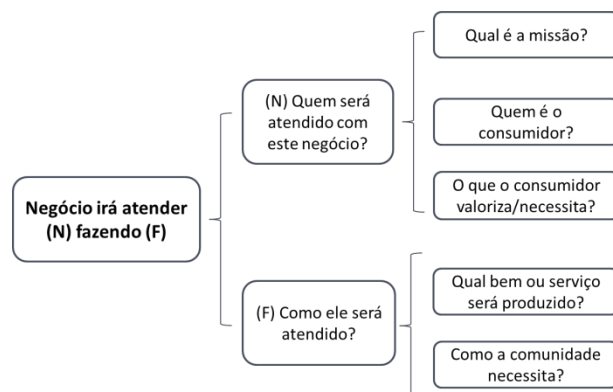 Qual é a missão?
(N) Quem será
atendido com
este negócio?
Quem é o
consumidor?
O que o consumidor
valoriza/necessita?
Negócio irá atender
(N) fazendo (F)
(F) Como ele será
atendido?
Qual bem ou serviço
será produzido?
Como a comunidade
necessita?